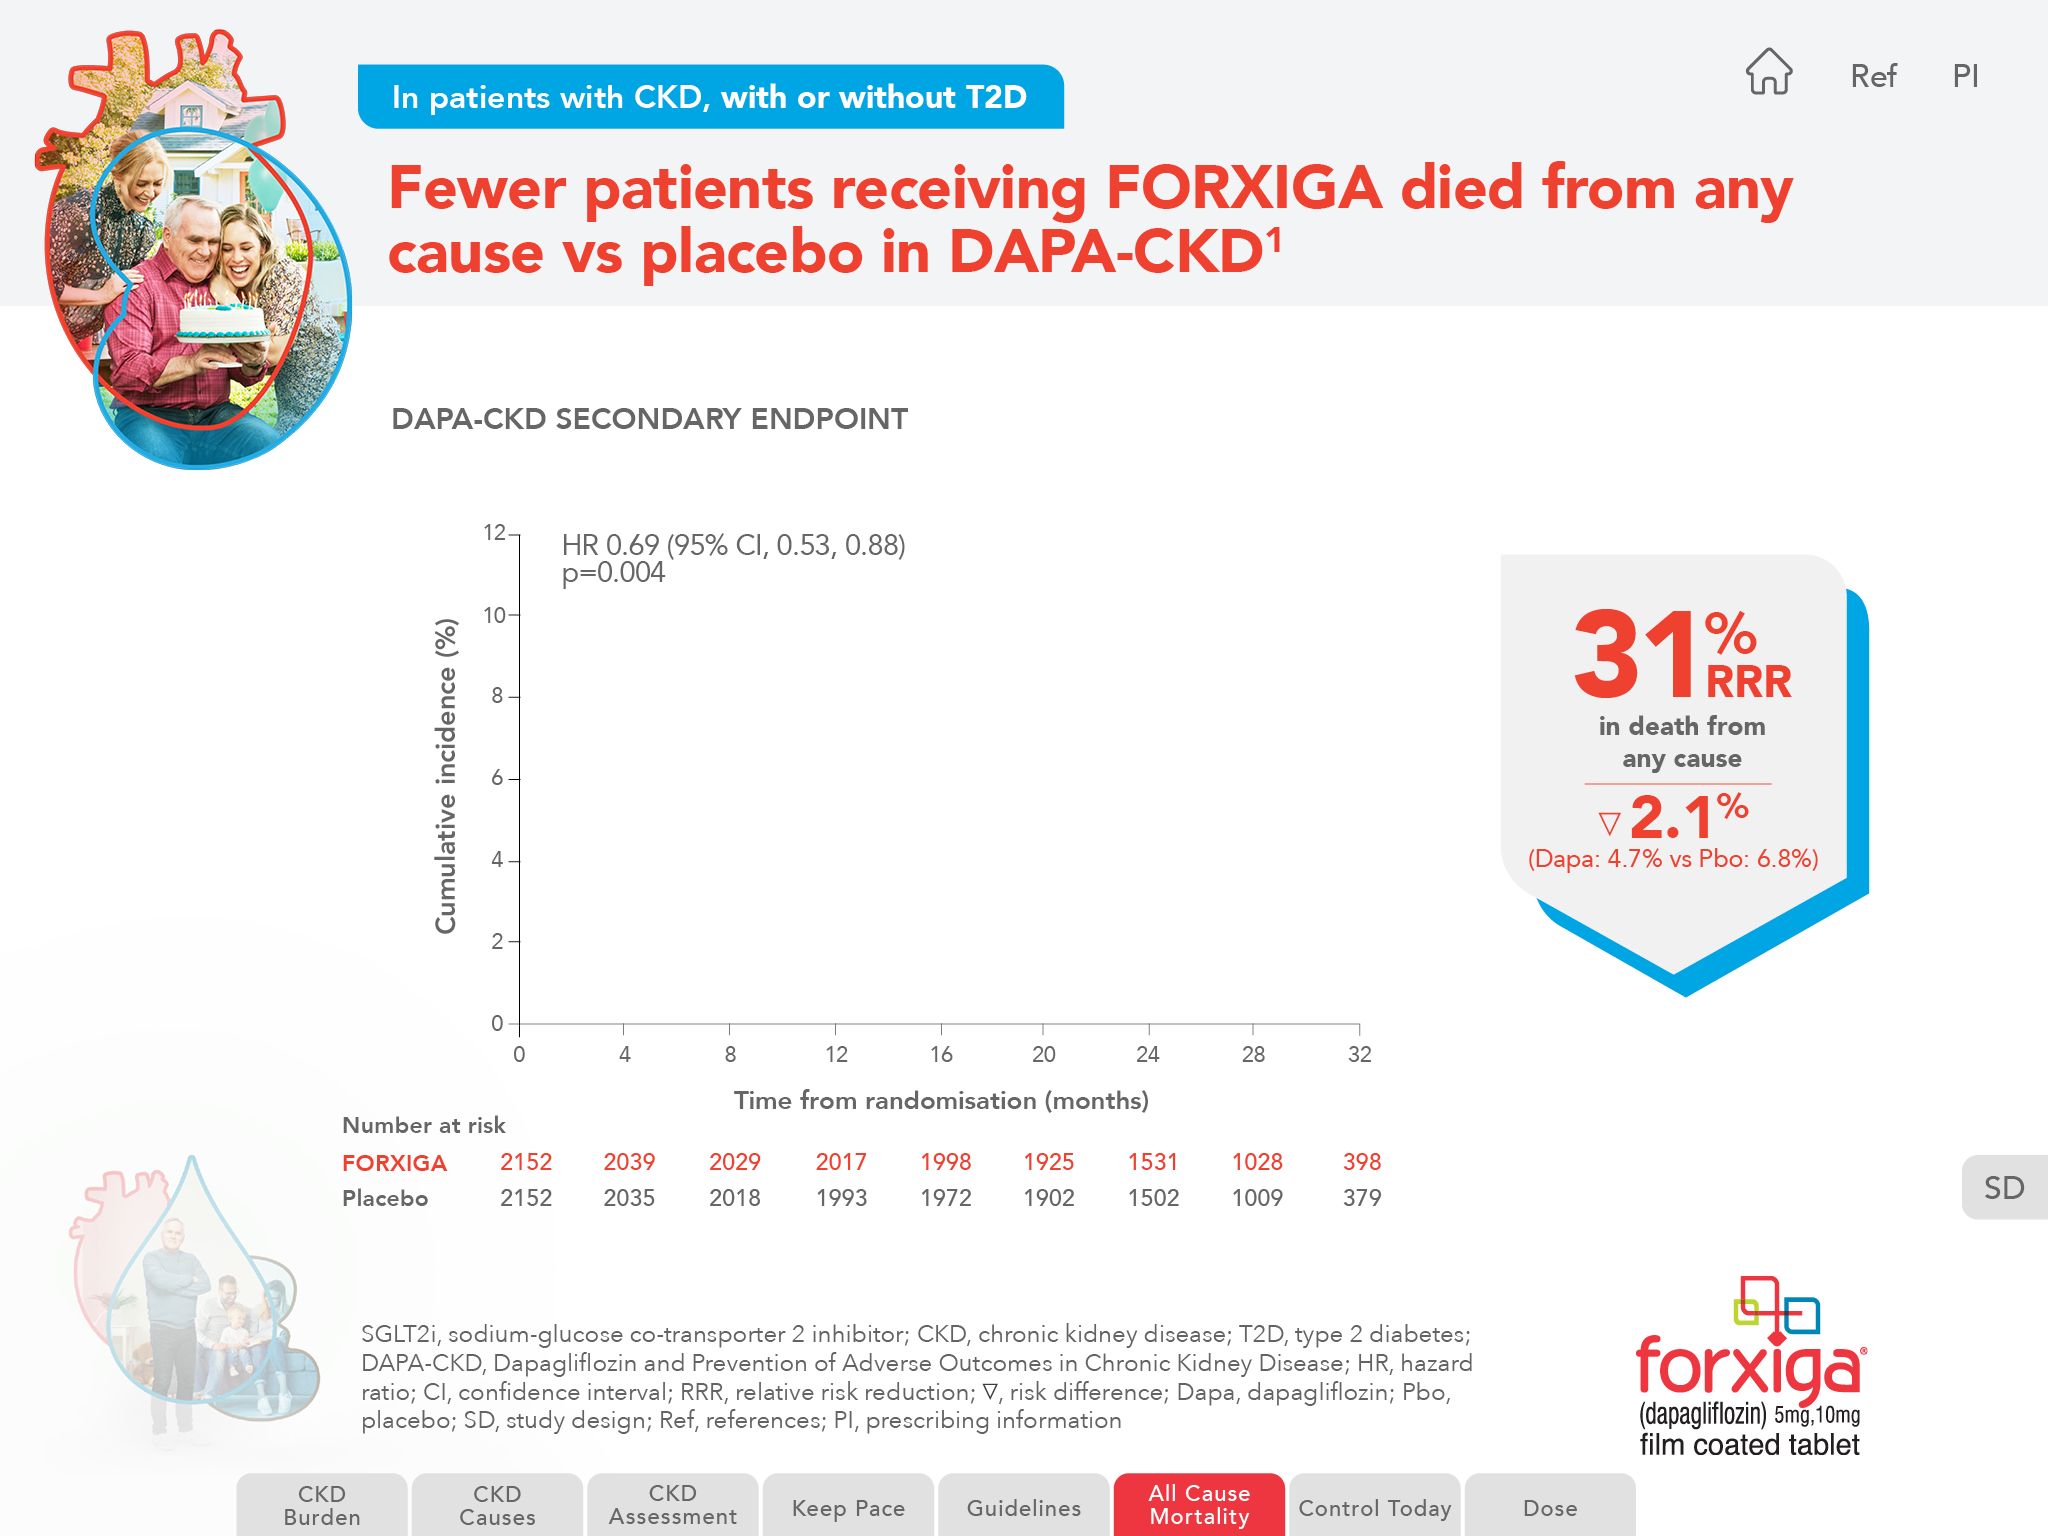 Ref
PI
In patients with CKD, with or without T2D
Fewer patients receiving FORXIGA died from any
cause vs placebo in DAPA-CKD¹
DAPA-CKD SECONDARY ENDPOINT
HR 0.69 (95% CI, 0.53, 0.88)
p=0.004
Cumulative incidence (%)
12
10
8
6
4
2
0
0 4 8 12 16 20 24 28 32
Time from randomisation (months)
Number at risk
FORXIGA 2152 2039 2029 2017 1998 1925 1531 1028 398
Placebo 2152 2035 2018 1993 1972 1902 1502 1009 379
31% RRR
in death from
any cause
▽ 2.1%
(Dapa: 4.7% vs Pbo: 6.8%)
SD
SGLT2i, sodium-glucose co-transporter 2 inhibitor; CKD, chronic kidney disease; T2D, type 2 diabetes;
DAPA-CKD, Dapagliflozin and Prevention of Adverse Outcomes in Chronic Kidney Disease; HR, hazard
ratio; CI, confidence interval; RRR, relative risk reduction; ▽, risk difference; Dapa, dapagliflozin; Pbo,
placebo; SD, study design; Ref, references; PI, prescribing information
forxiga®
(dapagliflozin) 5mg,10mg
film coated tablet
CKD
Burden
CKD
Causes
CKD
Assessment
Keep Pace
Guidelines
All Cause
Mortality
Control Today
Dose